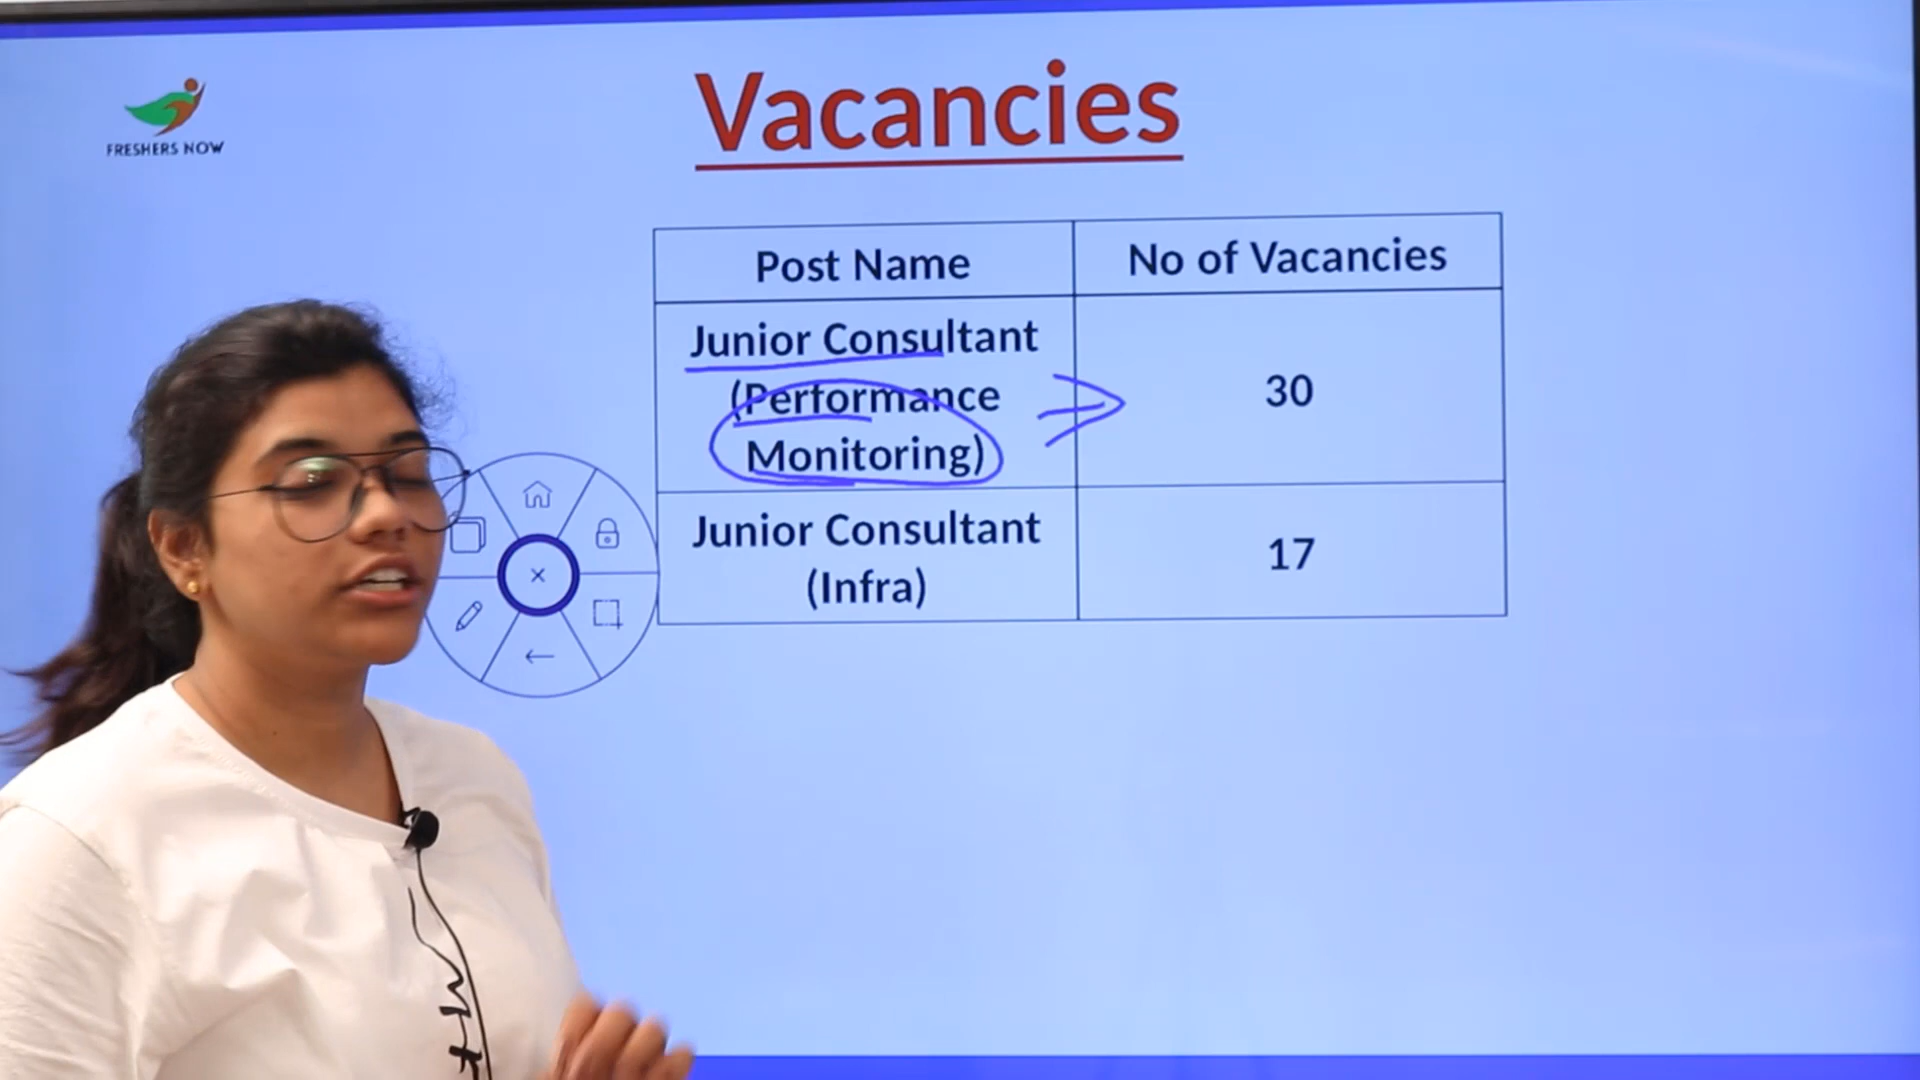 FRESHERS NOW
Vacancies
Post Name
No of Vacancies
Junior Consultant
(Performance
Monitoring)
30
Junior Consultant
(Infra)
17